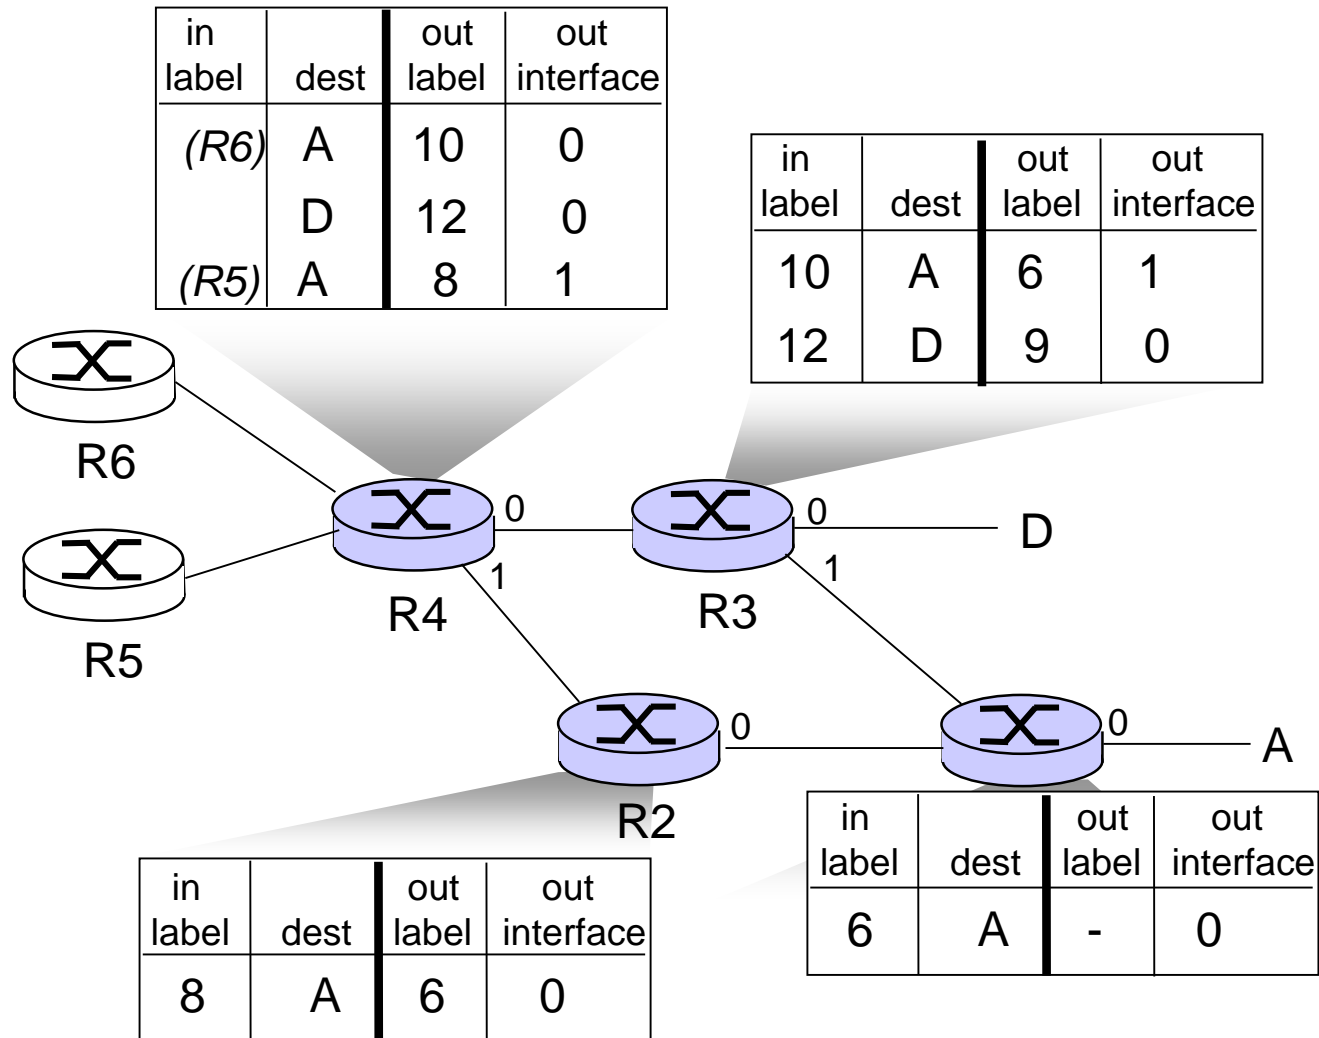 in out out
label dest label interface
(R6) A 10 0
D 12 0
(R5) A 8 1
in out out
label dest label interface
10 A 6 1
12 D 9 0
R6
R5
R4
0
1
R3
0
1
D
R2
0
0
A
in out out
label dest label interface
8 A 6 0
in out out
label dest label interface
6 A - 0